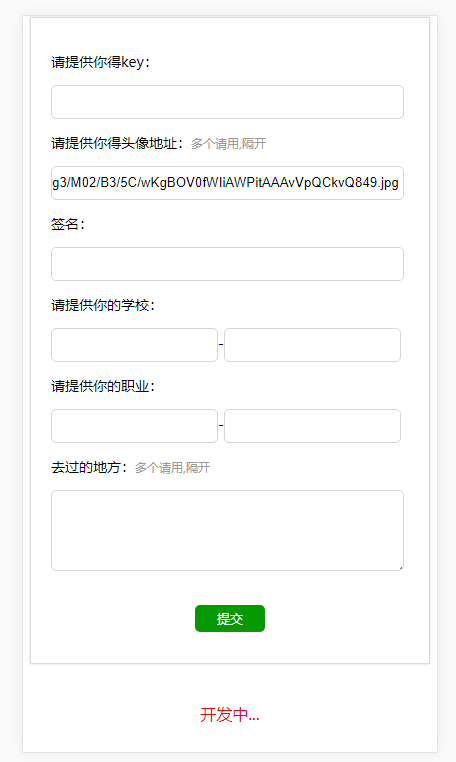 请提供你得key：
请提供你得头像地址：多个请用,隔开
g3/M02/B3/5C/wKgBOV0fWIiAWPitAAAvVpQCkvQ849.jpg
签名：
请提供你的学校：
-
请提供你的职业：
-
去过的地方：多个请用,隔开
提交
开发中...